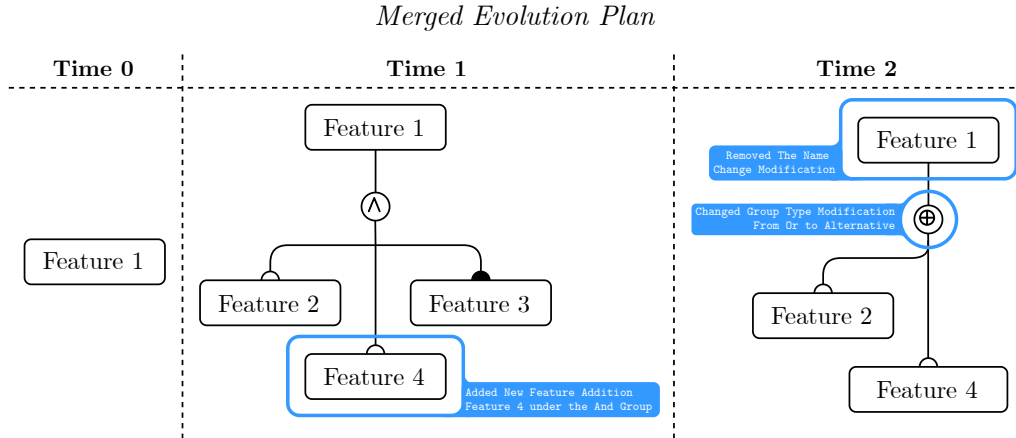 Merged Evolution Plan
Time 0
Time 1
Time 2
Feature 1
Feature 1
∧
Feature 2
Feature 3
Feature 4
Added New Feature Addition
Feature 4 under the And Group
Feature 1
Removed The Name
Change Modification
Changed Group Type Modification
From Or to Alternative
⊕
Feature 2
Feature 4